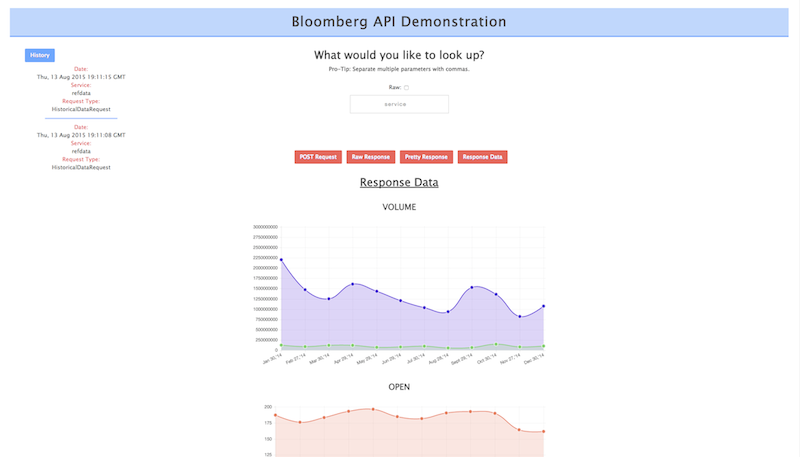 Bloomberg API Demonstration
History
Date:
Thu, 13 Aug 2015 19:11:15 GMT
Service:
refdata
Request Type:
HistoricalDataRequest
Date:
Thu, 13 Aug 2015 19:11:08 GMT
Service:
refdata
Request Type:
HistoricalDataRequest
What would you like to look up?
Pro-Tip: Separate multiple parameters with commas.
Raw:
service
POST Request Raw Response Pretty Response Response Data
Response Data
VOLUME
3000000000
2750000000
2500000000
2250000000
2000000000
1750000000
1500000000
1250000000
1000000000
750000000
500000000
250000000
0
Jan 30, '14 Feb 27, '14 Mar 30, '14 Apr 29, '14 May 29, '14 Jun 29, '14 Jul 30, '14 Aug 28, '14 Sept 29, '14 Oct 30, '14 Nov 27, '14 Dec 30, '14
OPEN
200
175
150
125